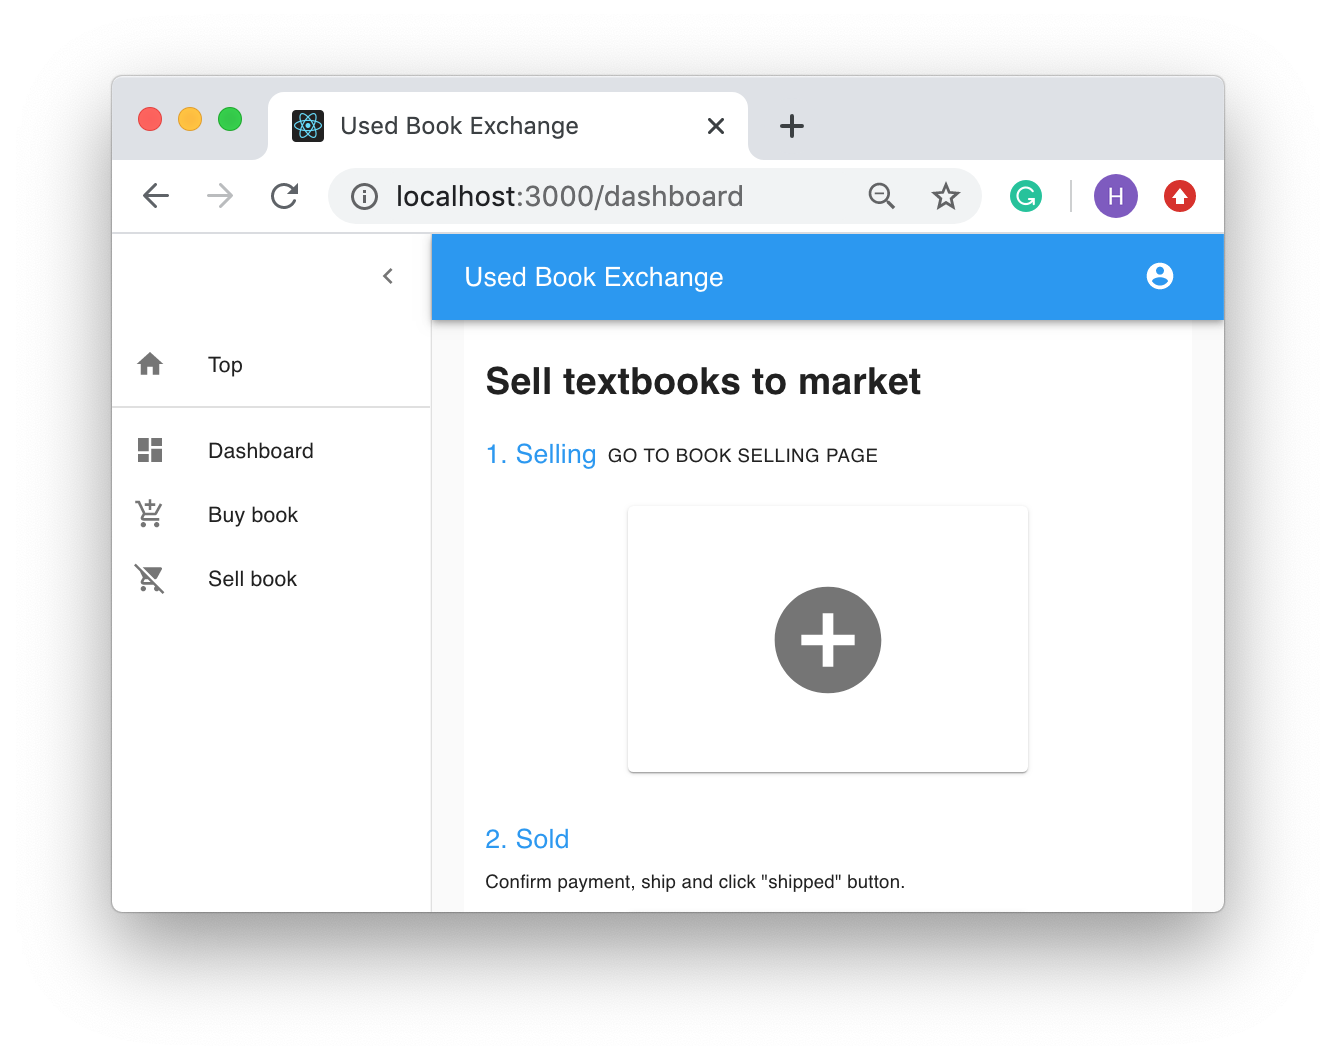 Used Book Exchange
localhost:3000/dashboard
H
Used Book Exchange
Top
Dashboard
Buy book
Sell book
Sell textbooks to market
1. Selling GO TO BOOK SELLING PAGE
2. Sold
Confirm payment, ship and click "shipped" button.